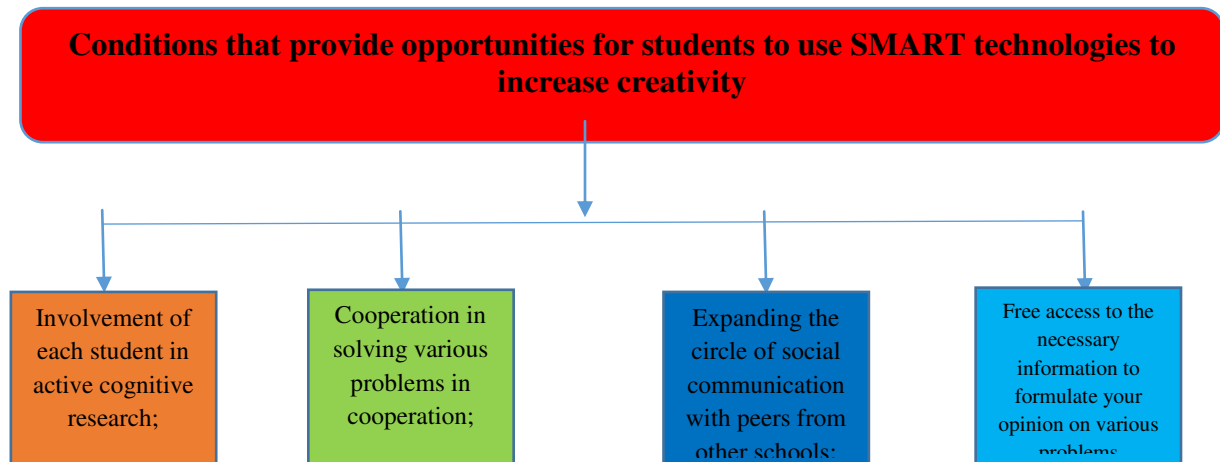 Conditions that provide opportunities for students to use SMART technologies to
increase creativity
Involvement of
each student in
active cognitive
research;
Cooperation in
solving various
problems in
cooperation;
Expanding the
circle of social
communication
with peers from
other schools;
Free access to the
necessary
information to
formulate your
opinion on various
problems